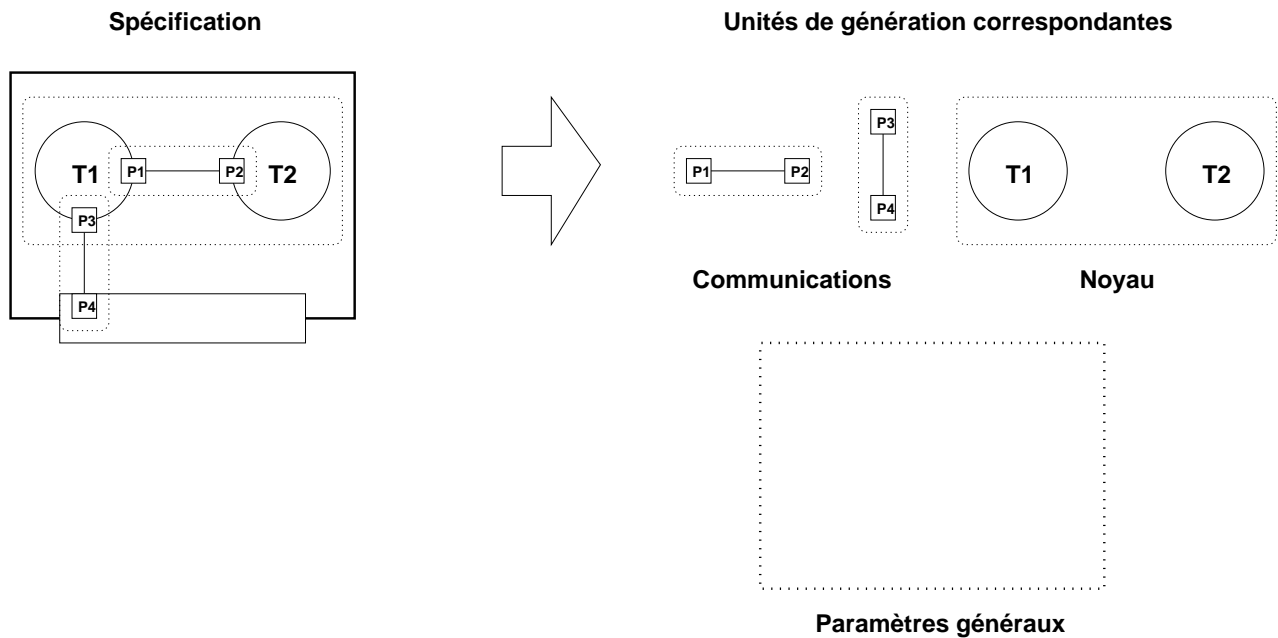 Spécification
Unités de génération correspondantes
T1
P1
P2
T2
P3
P4
P1
P2
P3
P4
T1
T2
Communications
Noyau
Paramètres généraux